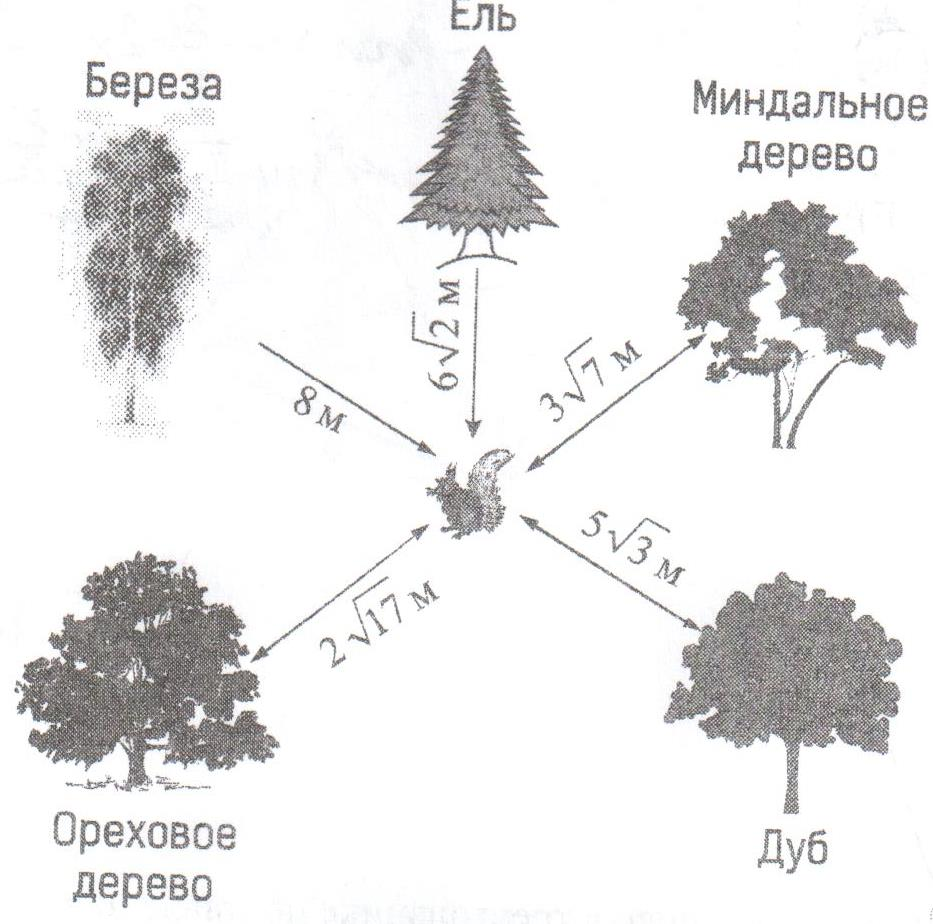 Ель
Береза
Миндальное
дерево
6√2 м
8 м
3√7 м
5√3 м
2√17 м
Ореховое
дерево
Дуб